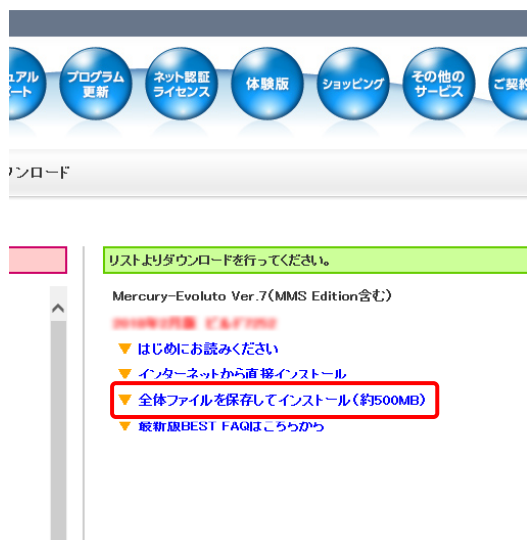 ュアル
ート
プログラム
更新
ネット認証
ライセンス
体験版
ショッピング
その他の
サービス
ご契約
ウンロード
リストよりダウンロードを行ってください。
Mercury-Evoluto Ver.7(MMS Edition含む)
▼ はじめにお読みください
▼ インターネットから直接インストール
▼ 全体ファイルを保存してインストール(約500MB)
▼ 最新版BEST FAQはこちらから